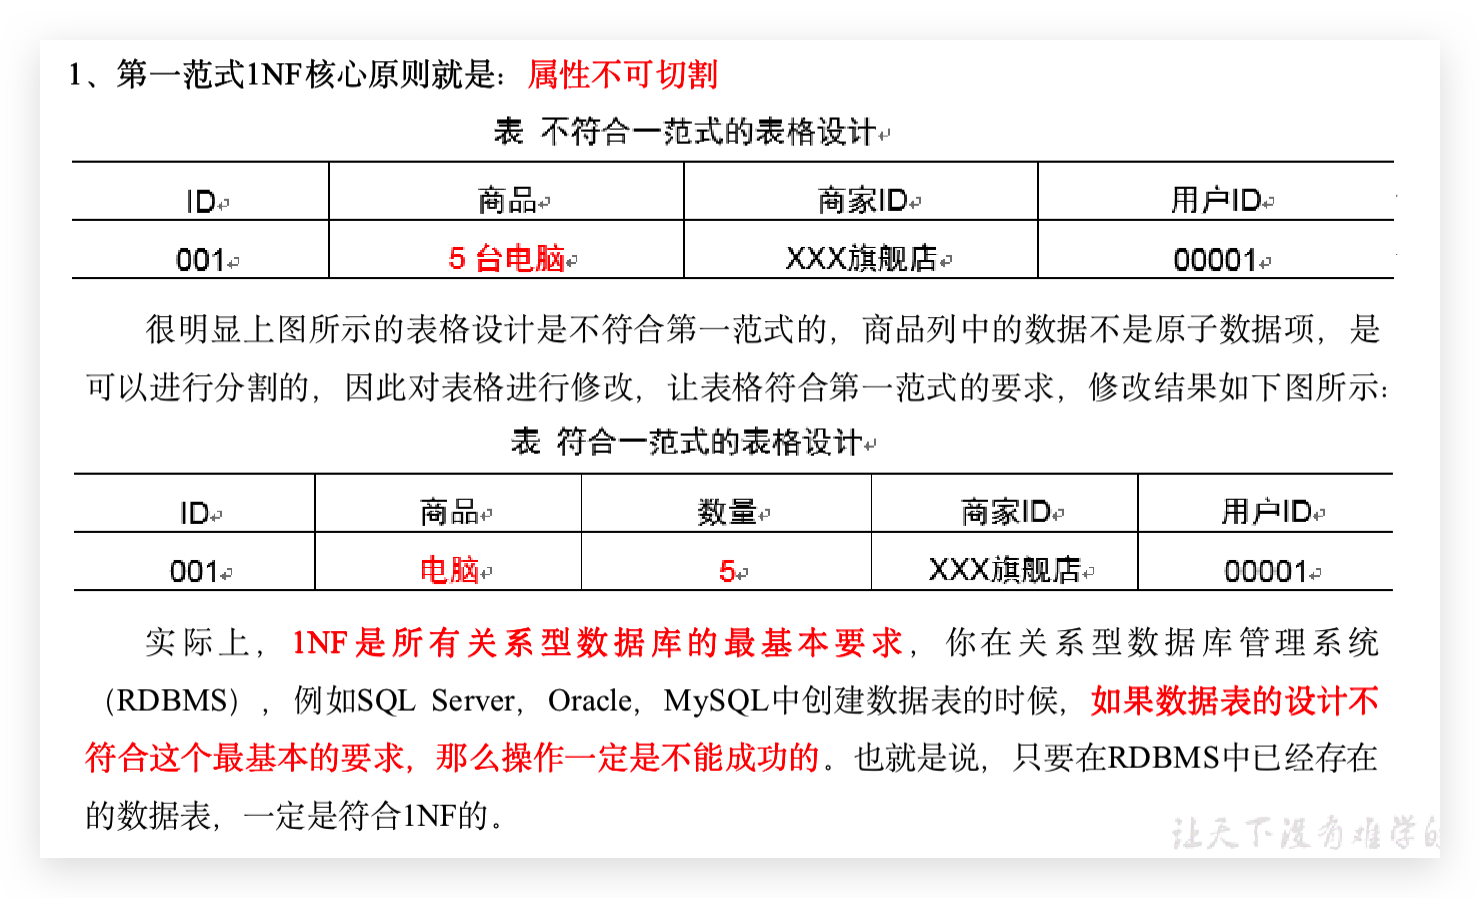 1、第一范式1NF核心原则就是：属性不可切割
表 不符合一范式的表格设计
ID 商品 商家ID 用户ID
001 5 台电脑 XXX旗舰店 00001
很明显上图所示的表格设计是不符合第一范式的，商品列中的数据不是原子数据项，是
可以进行分割的，因此对表格进行修改，让表格符合第一范式的要求，修改结果如下图所示：
表 符合一范式的表格设计
ID 商品 数量 商家ID 用户ID
001 电脑 5 XXX旗舰店 00001
实际上，1NF是所有关系型数据库的最基本要求，你在关系型数据库管理系统
（RDBMS），例如SQL Server，Oracle，MySQL中创建数据表的时候，如果数据表的设计不
符合这个最基本的要求，那么操作一定是不能成功的。也就是说，只要在RDBMS中已经存在
的数据表，一定是符合1NF的。
让天下没有难学的